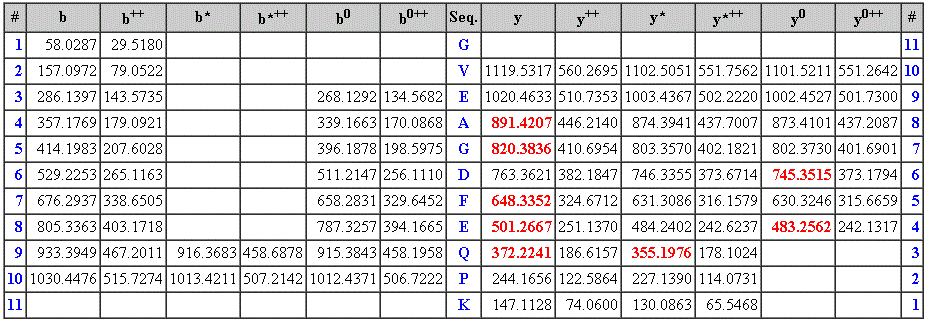 # b b++ b* b*++ b0 b0++ Seq. y y++ y* y*++ y0 y0++ #
1 58.0287 29.5180 G 11
2 157.0972 79.0522 V 1119.5317 560.2695 1102.5051 551.7562 1101.5211 551.2642 10
3 286.1397 143.5735 268.1292 134.5682 E 1020.4633 510.7353 1003.4367 502.2220 1002.4527 501.7300 9
4 357.1769 179.0921 339.1663 170.0868 A 891.4207 446.2140 874.3941 437.7007 873.4101 437.2087 8
5 414.1983 207.6028 396.1878 198.5975 G 820.3836 410.6954 803.3570 402.1821 802.3730 401.6901 7
6 529.2253 265.1163 511.2147 256.1110 D 763.3621 382.1847 746.3355 373.6714 745.3515 373.1794 6
7 676.2937 338.6505 658.2831 329.6452 F 648.3352 324.6712 631.3086 316.1579 630.3246 315.6659 5
8 805.3363 403.1718 787.3257 394.1665 E 501.2667 251.1370 484.2402 242.6237 483.2562 242.1317 4
9 933.3949 467.2011 916.3683 458.6878 915.3843 458.1958 Q 372.2241 186.6157 355.1976 178.1024 3
10 1030.4476 515.7274 1013.4211 507.2142 1012.4371 506.7222 P 244.1656 122.5864 227.1390 114.0731 2
11 K 147.1128 74.0600 130.0863 65.5468 1